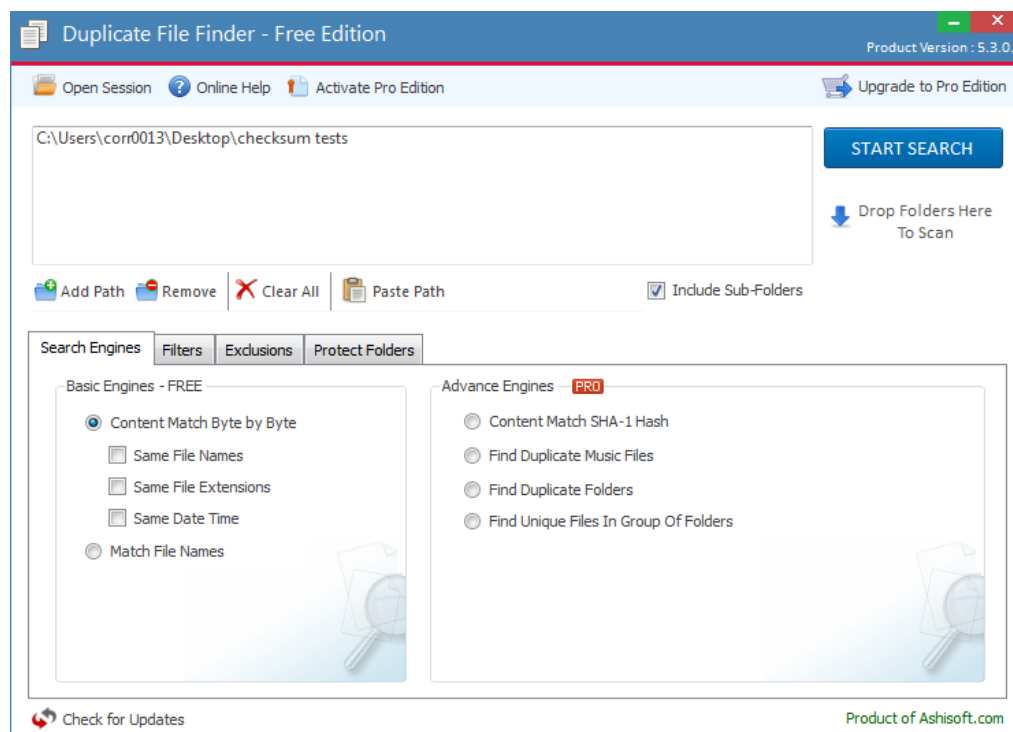 Duplicate File Finder - Free Edition
Product Version : 5.3.0.
Open Session Online Help Activate Pro Edition Upgrade to Pro Edition
C:\Users\corr0013\Desktop\checksum tests
START SEARCH
Drop Folders Here
To Scan
Add Path Remove Clear All Paste Path Include Sub-Folders
Search Engines Filters Exclusions Protect Folders
Basic Engines - FREE
Content Match Byte by Byte
Same File Names
Same File Extensions
Same Date Time
Match File Names
Advance Engines PRO
Content Match SHA-1 Hash
Find Duplicate Music Files
Find Duplicate Folders
Find Unique Files In Group Of Folders
Check for Updates
Product of Ashisoft.com